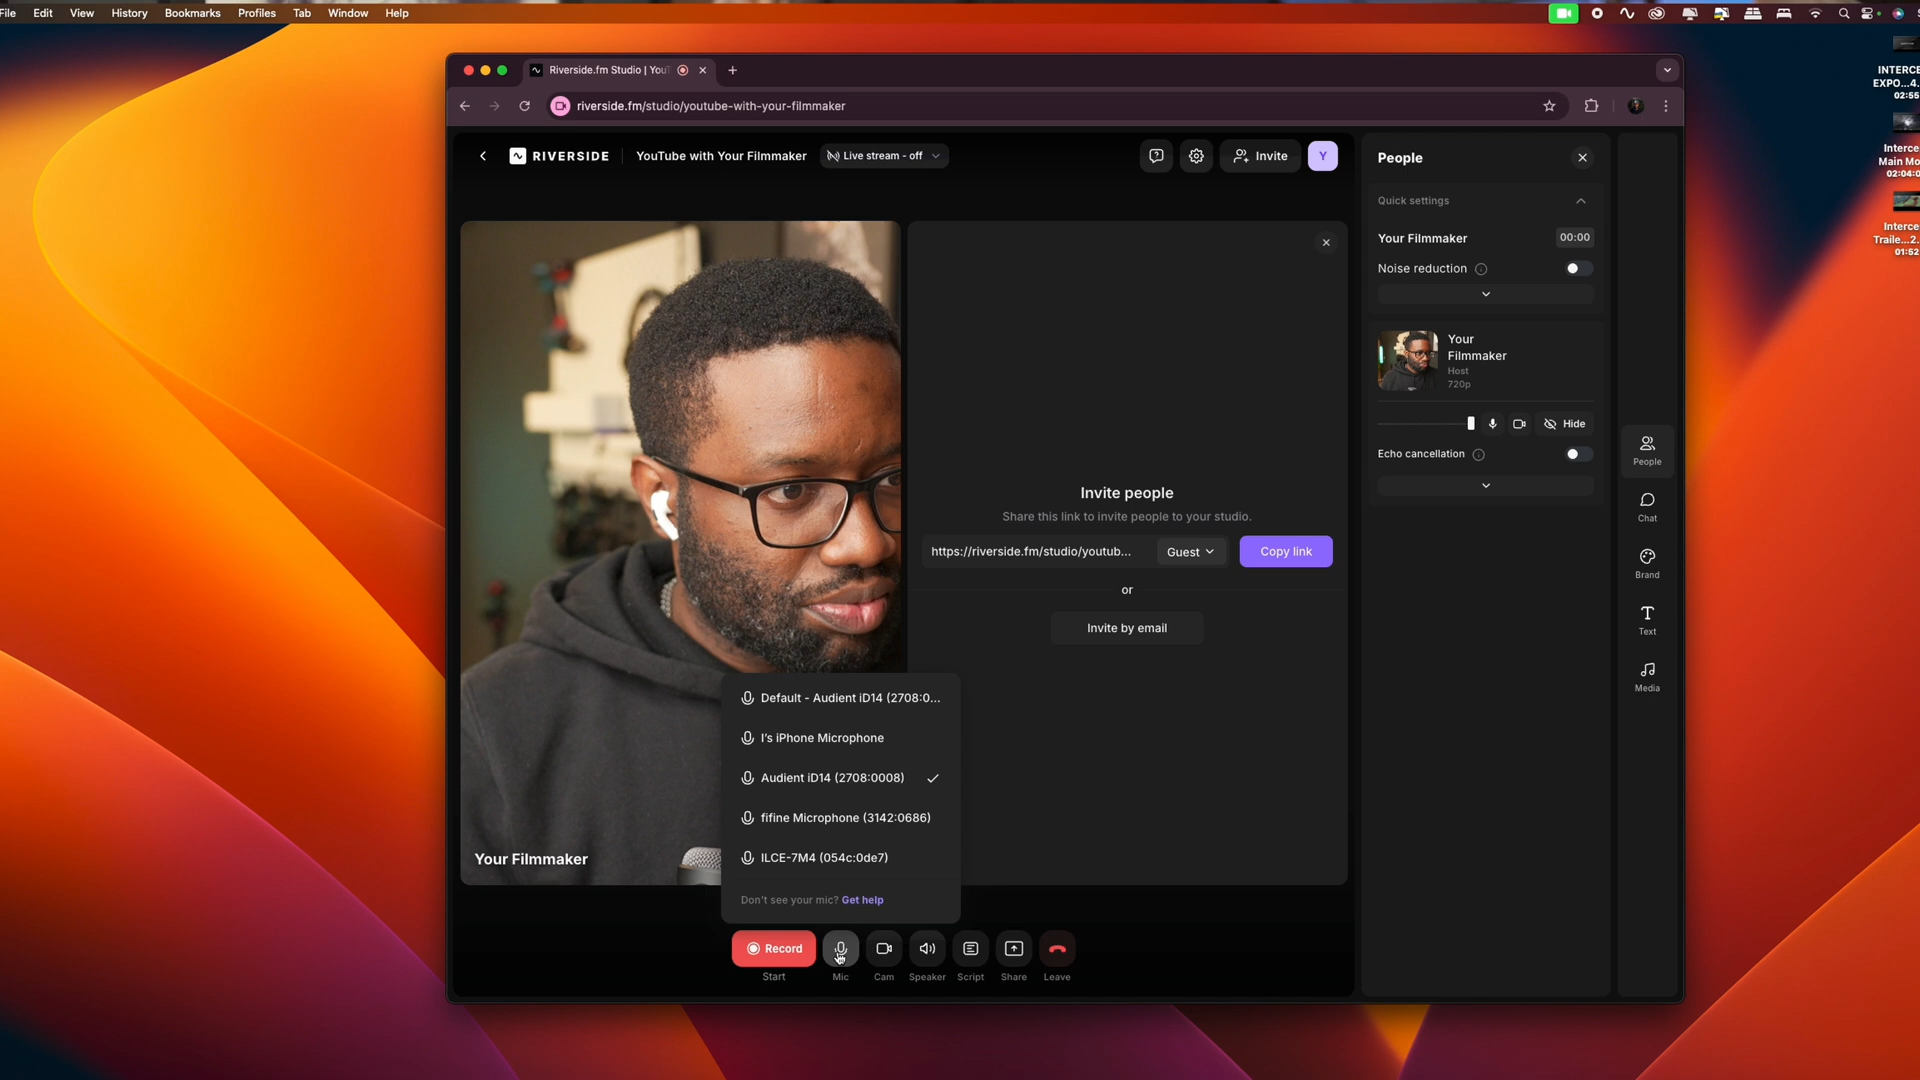 File Edit View History Bookmarks Profiles Tab Window Help
Riverside.fm Studio | You
riverside.fm/studio/youtube-with-your-filmmaker
RIVERSIDE
YouTube with Your Filmmaker
Live stream - off
Invite
Y
Your Filmmaker
Invite people
Share this link to invite people to your studio.
https://riverside.fm/studio/youtub...
Guest
Copy link
or
Invite by email
Default - Audient iD14 (2708:0...
I's iPhone Microphone
Audient iD14 (2708:0008)
fifine Microphone (3142:0686)
ILCE-7M4 (054c:0de7)
Don't see your mic? Get help
Record
Start
Mic
Cam
Speaker
Script
Share
Leave
People
Quick settings
Your Filmmaker
00:00
Noise reduction
Your
Filmmaker
Host
720p
Hide
Echo cancellation
People
Chat
Brand
Text
Media
INTERCE
EXPO...4.
02:55
Interce
Main Mo
02:04:0
Interce
Traile...2.
01:52